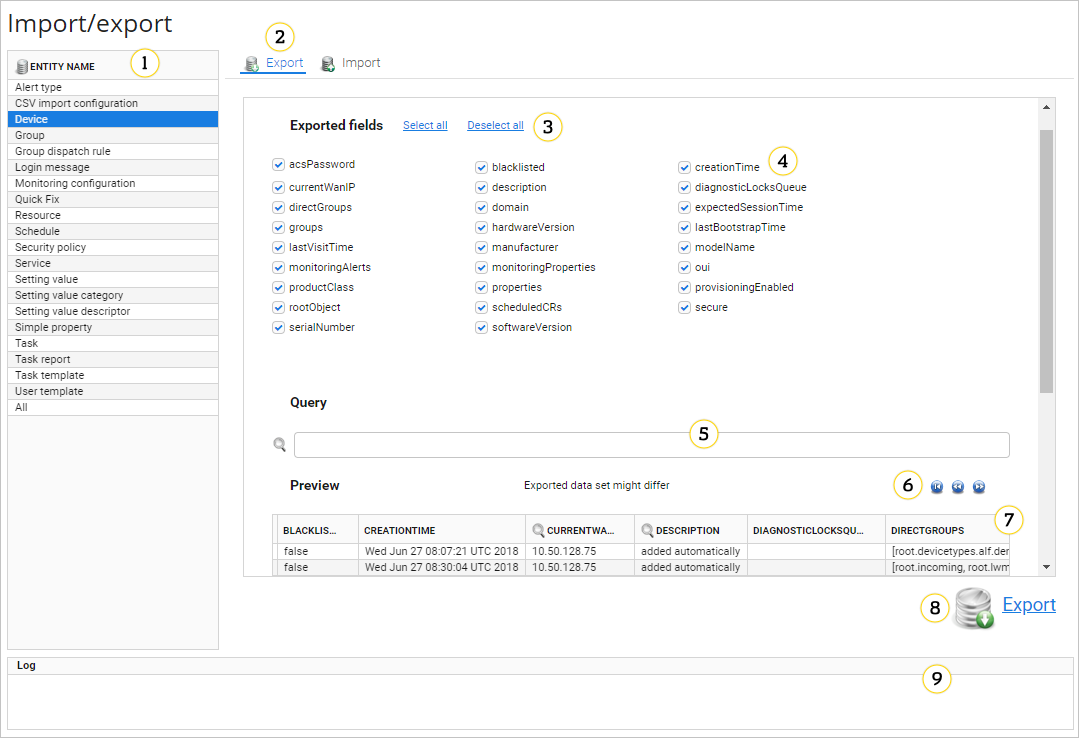 Import/export
1
ENTITY NAME
Alert type
CSV import configuration
Device
Group
Group dispatch rule
Login message
Monitoring configuration
Quick Fix
Resource
Schedule
Security policy
Service
Setting value
Setting value category
Setting value descriptor
Simple property
Task
Task report
Task template
User template
All
2
Export Import
Exported fields Select all Deselect all 3
acsPassword blacklisted creationTime 4
currentWanIP description diagnosticLocksQueue
directGroups domain expectedSessionTime
groups hardwareVersion lastBootstrapTime
lastVisitTime manufacturer modelName
monitoringAlerts monitoringProperties oui
productClass properties provisioningEnabled
rootObject scheduledCRs secure
serialNumber softwareVersion
Query
5
Preview Exported data set might differ 6
7
BLACKLIS... CREATIONTIME CURRENTWA... DESCRIPTION DIAGNOSTICLOCKSQU... DIRECTGROUPS
false Wed Jun 27 08:07:21 UTC 2018 10.50.128.75 added automatically [root.devicetypes.alf.der
false Wed Jun 27 08:30:04 UTC 2018 10.50.128.75 added automatically [root.incoming, root.lwm
8 Export
Log
9